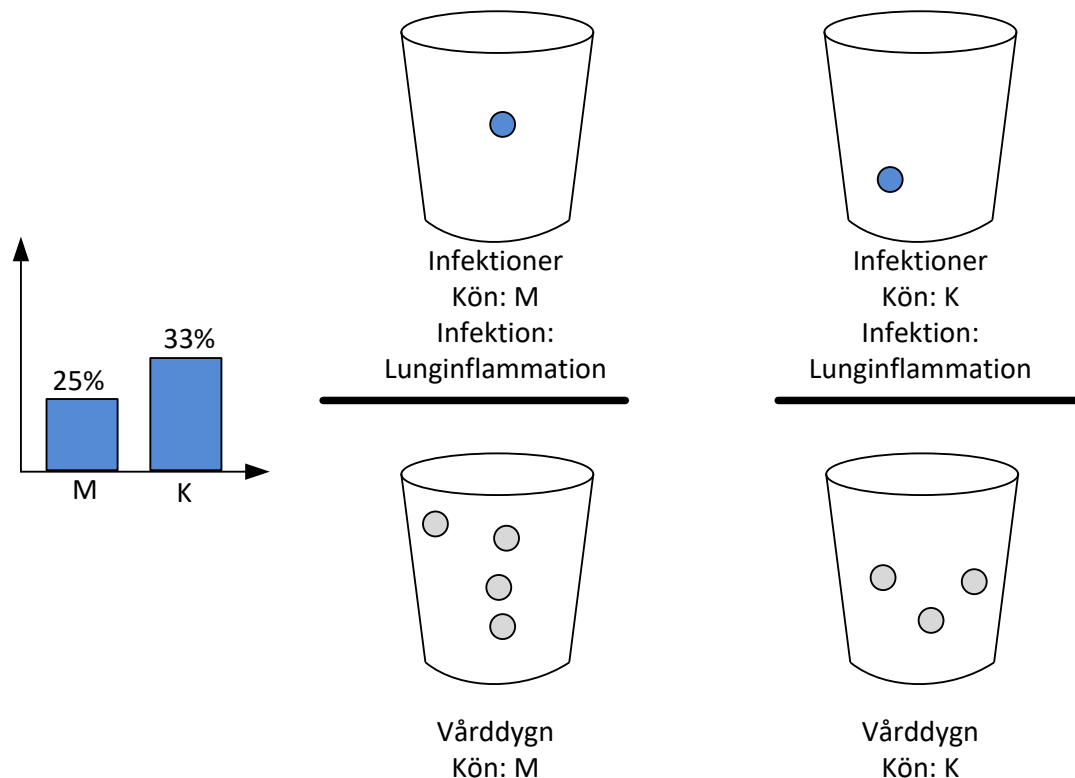 Infektioner
Kön: M
Infektion:
Lunginflammation
Infektioner
Kön: K
Infektion:
Lunginflammation
33%
25%
M
K
Vårddygn
Kön: M
Vårddygn
Kön: K